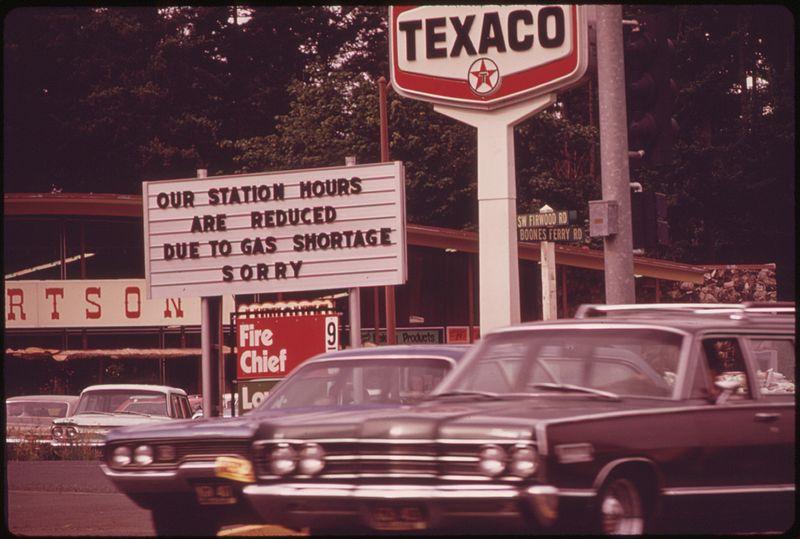 TEXACO
T
OUR STATION HOURS
ARE REDUCED
DUE TO GAS SHORTAGE
SORRY
SW FIRWOOD RD
BOONES FERRY RD
RTSON
Fire
Chief
9
Products
Lo